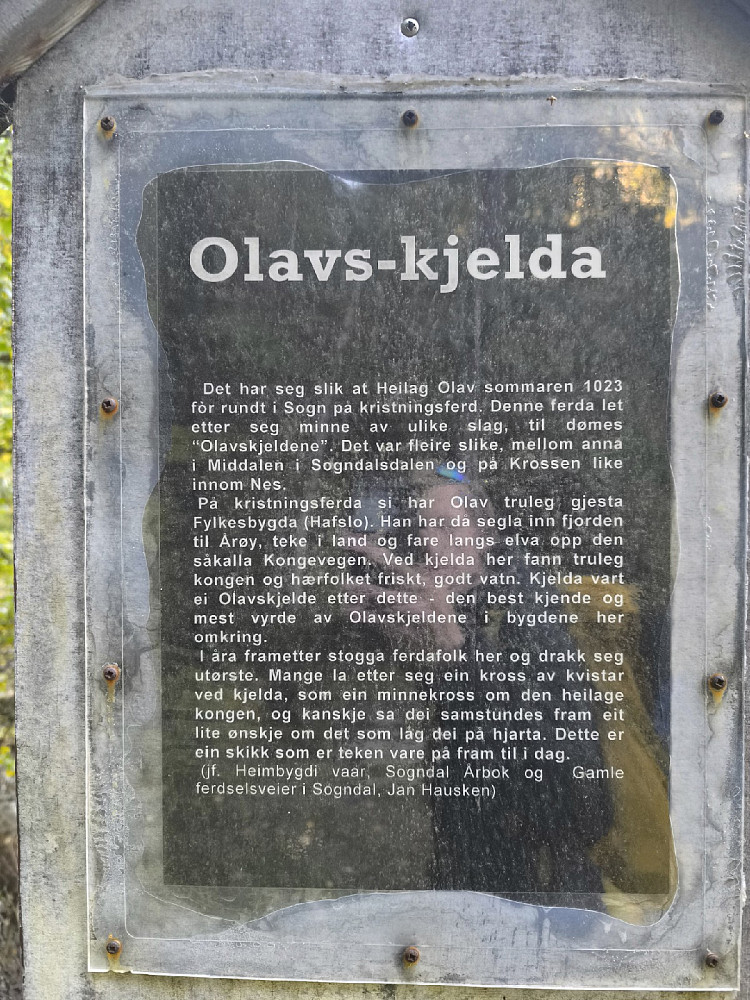 Olavs-kjelda
Det har seg slik at Heilag Olav sommaren 1023
fór rundt i Sogn på kristningsferd. Denne ferda let
etter seg minne av ulike slag, til dømes
"Olavskjeldene". Det var fleire slike, mellom anna
i Middalen i Sogndalsdalen og på Krossen like
innom Nes.
På kristningsferda si har Olav truleg gjesta
Fylkesbygda (Hafslo). Han har då segla inn fjorden
til Årøy, teke i land og fare langs elva opp den
såkalla Kongevegen. Ved kjelda her fann truleg
kongen og hærfolket friskt, godt vatn. Kjelda vart
ei Olavskjelde etter dette - den best kjende og
mest vyrde av Olavskjeldene i bygdene her
omkring.
I åra frametter stogga ferdafolk her og drakk seg
utørste. Mange la etter seg ein kross av kvistar
ved kjelda, som ein minnekross om den heilage
kongen, og kanskje sa dei samstundes fram eit
lite ønskje om det som låg dei på hjarta. Dette er
ein skikk som er teken vare på fram til i dag.
(jf. Heimbygdi vaar, Sogndal Årbok og Gamle
ferdselsveier i Sogndal, Jan Hausken)